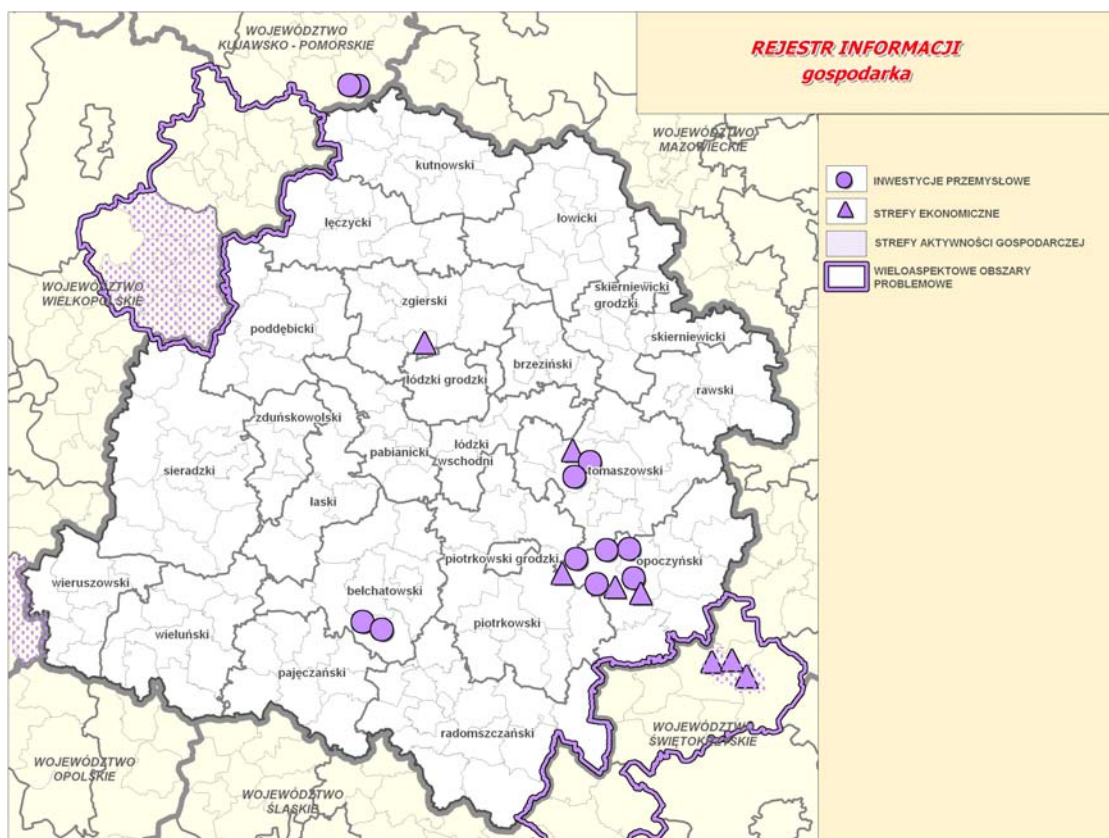 REJESTR INFORMACJI
gospodarka
INWESTYCJE PRZEMYSŁOWE
STREFY EKONOMICZNE
STREFY AKTYWNOŚCI GOSPODARCZEJ
WIELOASPEKTOWE OBSZARY
PROBLEMOWE
WOJEWÓDZTWO
KUJAWSKO - POMORSKIE
WOJEWÓDZTWO
MAZOWIECKIE
kutnowski
łowicki
łęczycki
WOJEWÓDZTWO
WIELKOPOLSKIE
zgierski
skierniewicki
grodzki
skierniewicki
poddębicki
brzeziński
łódzki grodzki
rawski
zduńskowolski
łódzki
wschodni
pabianicki
sieradzki
tomaszowski
łaski
piotrkowski grodzki
opoczyński
wieruszowski
belchatowski
wieluński
piotrkowski
pajęczański
radomszczański
WOJEWÓDZTWO
ŚWIĘTOKRZYSKIE
WOJEWÓDZTWO
OPOLSKIE
WOJEWÓDZTWO
ŚLĄSKIE